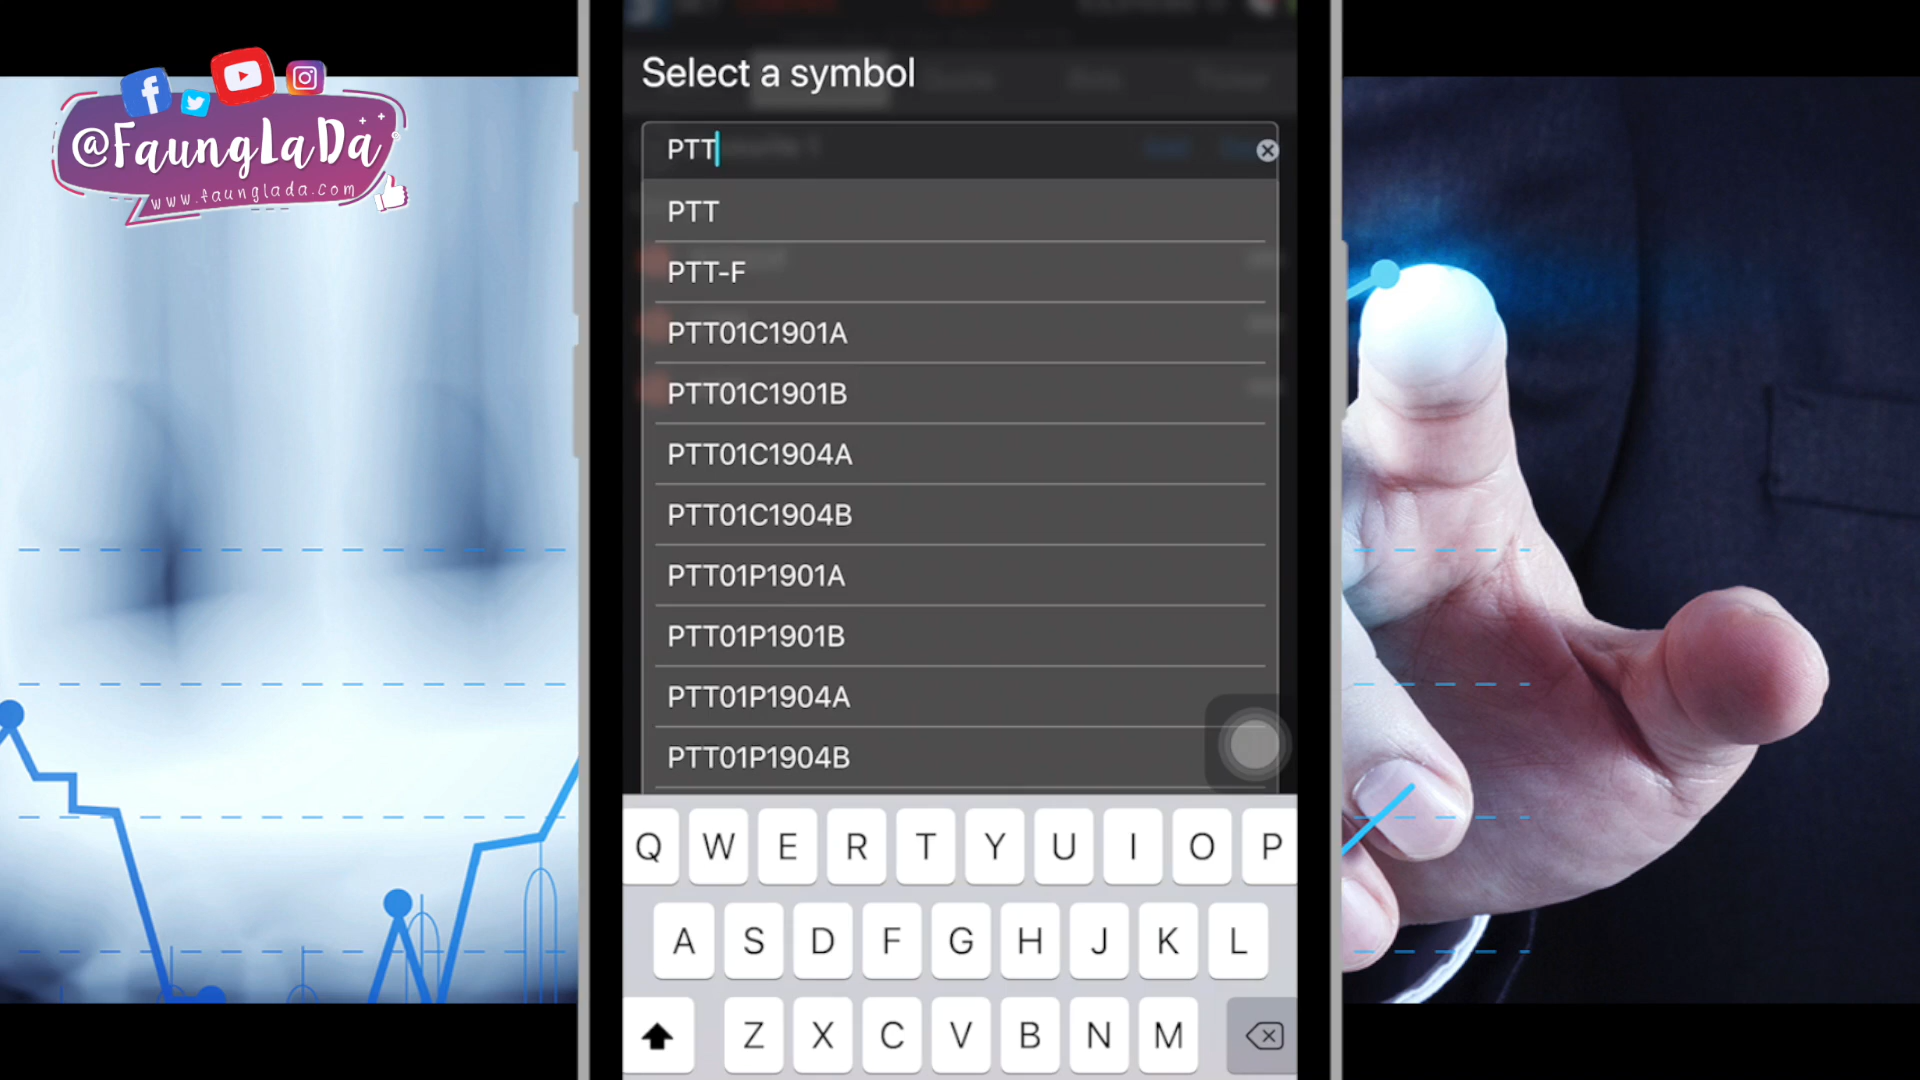 @FaungLaDa
www.faunglada.com
Select a symbol
PTT
PTT
PTT-F
PTT01C1901A
PTT01C1901B
PTT01C1904A
PTT01C1904B
PTT01P1901A
PTT01P1901B
PTT01P1904A
PTT01P1904B
Q W E R T Y U I O P
A S D F G H J K L
Z X C V B N M